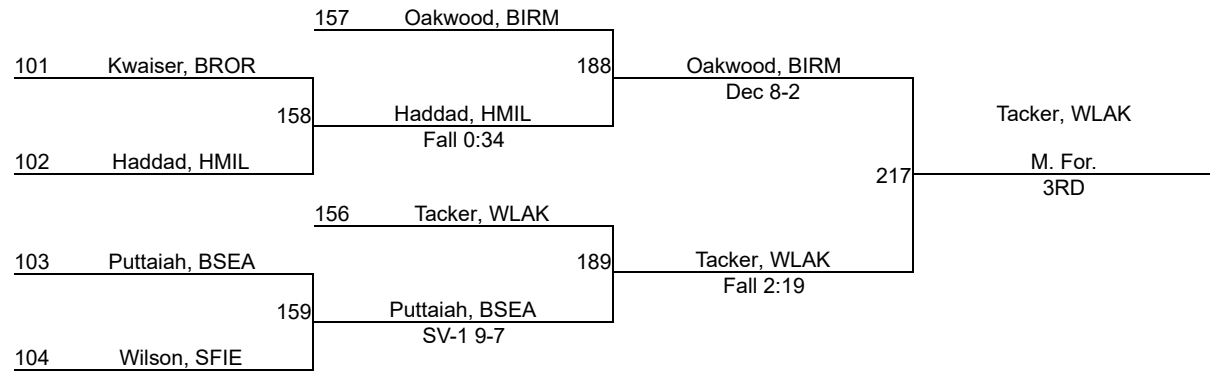 157 Oakwood, BIRM
101 Kwaiser, BROR
188 Oakwood, BIRM
Dec 8-2
158 Haddad, HMIL
Fall 0:34
102 Haddad, HMIL
Tacker, WLAK
217 M. For.
3RD
156 Tacker, WLAK
103 Puttaiah, BSEA
189 Tacker, WLAK
Fall 2:19
159 Puttaiah, BSEA
SV-1 9-7
104 Wilson, SFIE